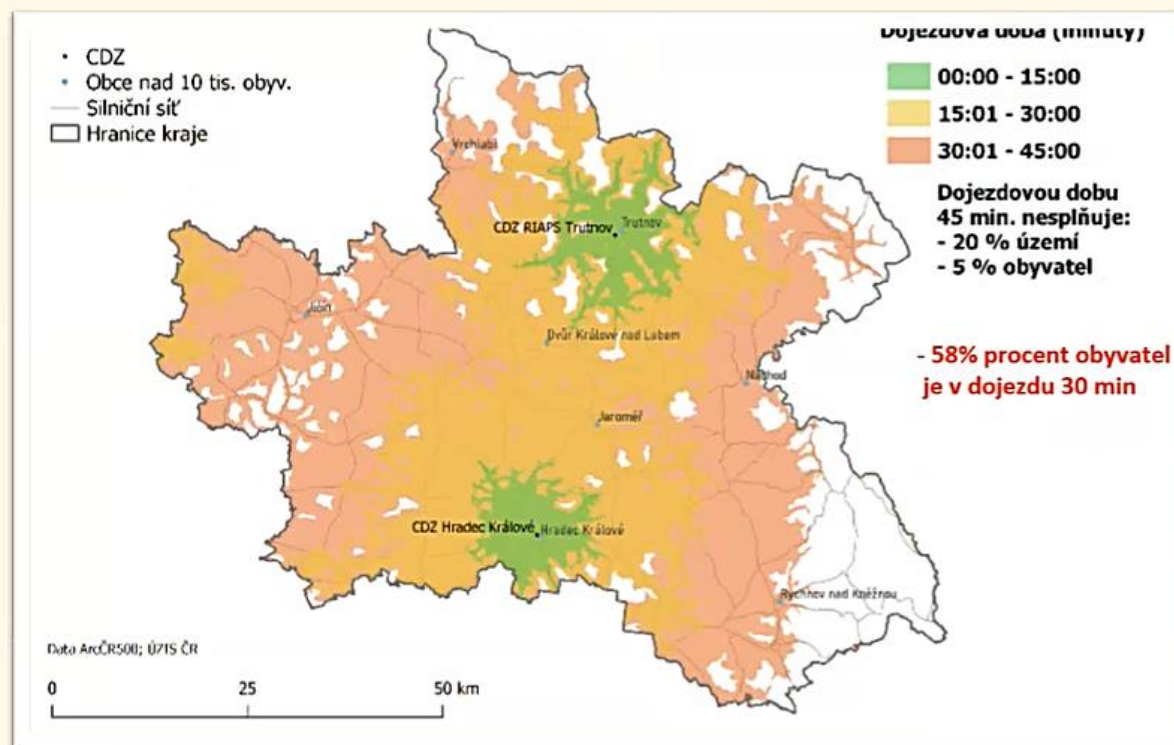 CDZ
Obce nad 10 tis. obyv.
Silniční síť
Hranice kraje
Dojezdová doba (minuty)
00:00 - 15:00
15:01 - 30:00
30:01 - 45:00
Dojezdovou dobu
45 min. nesplňuje:
- 20 % území
- 5 % obyvatel
- 58% procent obyvatel
je v dojezdu 30 min
Vrchlabí
CDZ RIAPS Trutnov
Trutnov
Jičín
Dvůr Králové nad Labem
Náchod
Jaroměř
CDZ Hradec Králové
Hradec Králové
Rychnov nad Kněžnou
Data ArcČR500; ÚZIS ČR
0 25 50 km